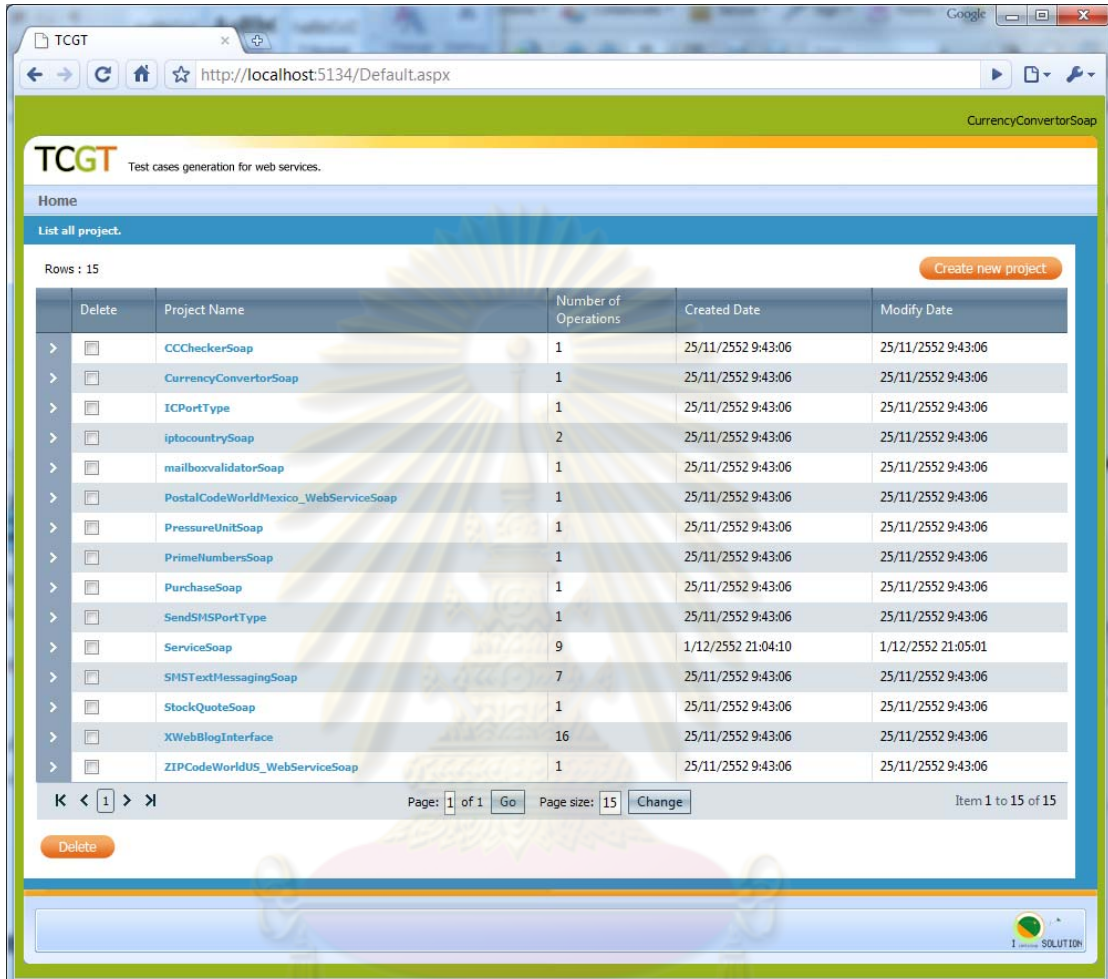 Google
TCGT
http://localhost:5134/Default.aspx
CurrencyConvertorSoap
TCGT Test cases generation for web services.
Home
List all project.
Rows : 15 Create new project
Delete Project Name Number of Operations Created Date Modify Date
CCCheckerSoap 1 25/11/2552 9:43:06 25/11/2552 9:43:06
CurrencyConvertorSoap 1 25/11/2552 9:43:06 25/11/2552 9:43:06
ICPortType 1 25/11/2552 9:43:06 25/11/2552 9:43:06
iptocountrySoap 2 25/11/2552 9:43:06 25/11/2552 9:43:06
mailboxvalidatorSoap 1 25/11/2552 9:43:06 25/11/2552 9:43:06
PostalCodeWorldMexico_WebServiceSoap 1 25/11/2552 9:43:06 25/11/2552 9:43:06
PressureUnitSoap 1 25/11/2552 9:43:06 25/11/2552 9:43:06
PrimeNumbersSoap 1 25/11/2552 9:43:06 25/11/2552 9:43:06
PurchaseSoap 1 25/11/2552 9:43:06 25/11/2552 9:43:06
SendSMSPortType 1 25/11/2552 9:43:06 25/11/2552 9:43:06
ServiceSoap 9 1/12/2552 21:04:10 1/12/2552 21:05:01
SMSTextMessagingSoap 7 25/11/2552 9:43:06 25/11/2552 9:43:06
StockQuoteSoap 1 25/11/2552 9:43:06 25/11/2552 9:43:06
XWebBlogInterface 16 25/11/2552 9:43:06 25/11/2552 9:43:06
ZIPCodeWorldUS_WebServiceSoap 1 25/11/2552 9:43:06 25/11/2552 9:43:06
1 Page: 1 of 1 Go Page size: 15 Change Item 1 to 15 of 15
Delete
I SOLUTION